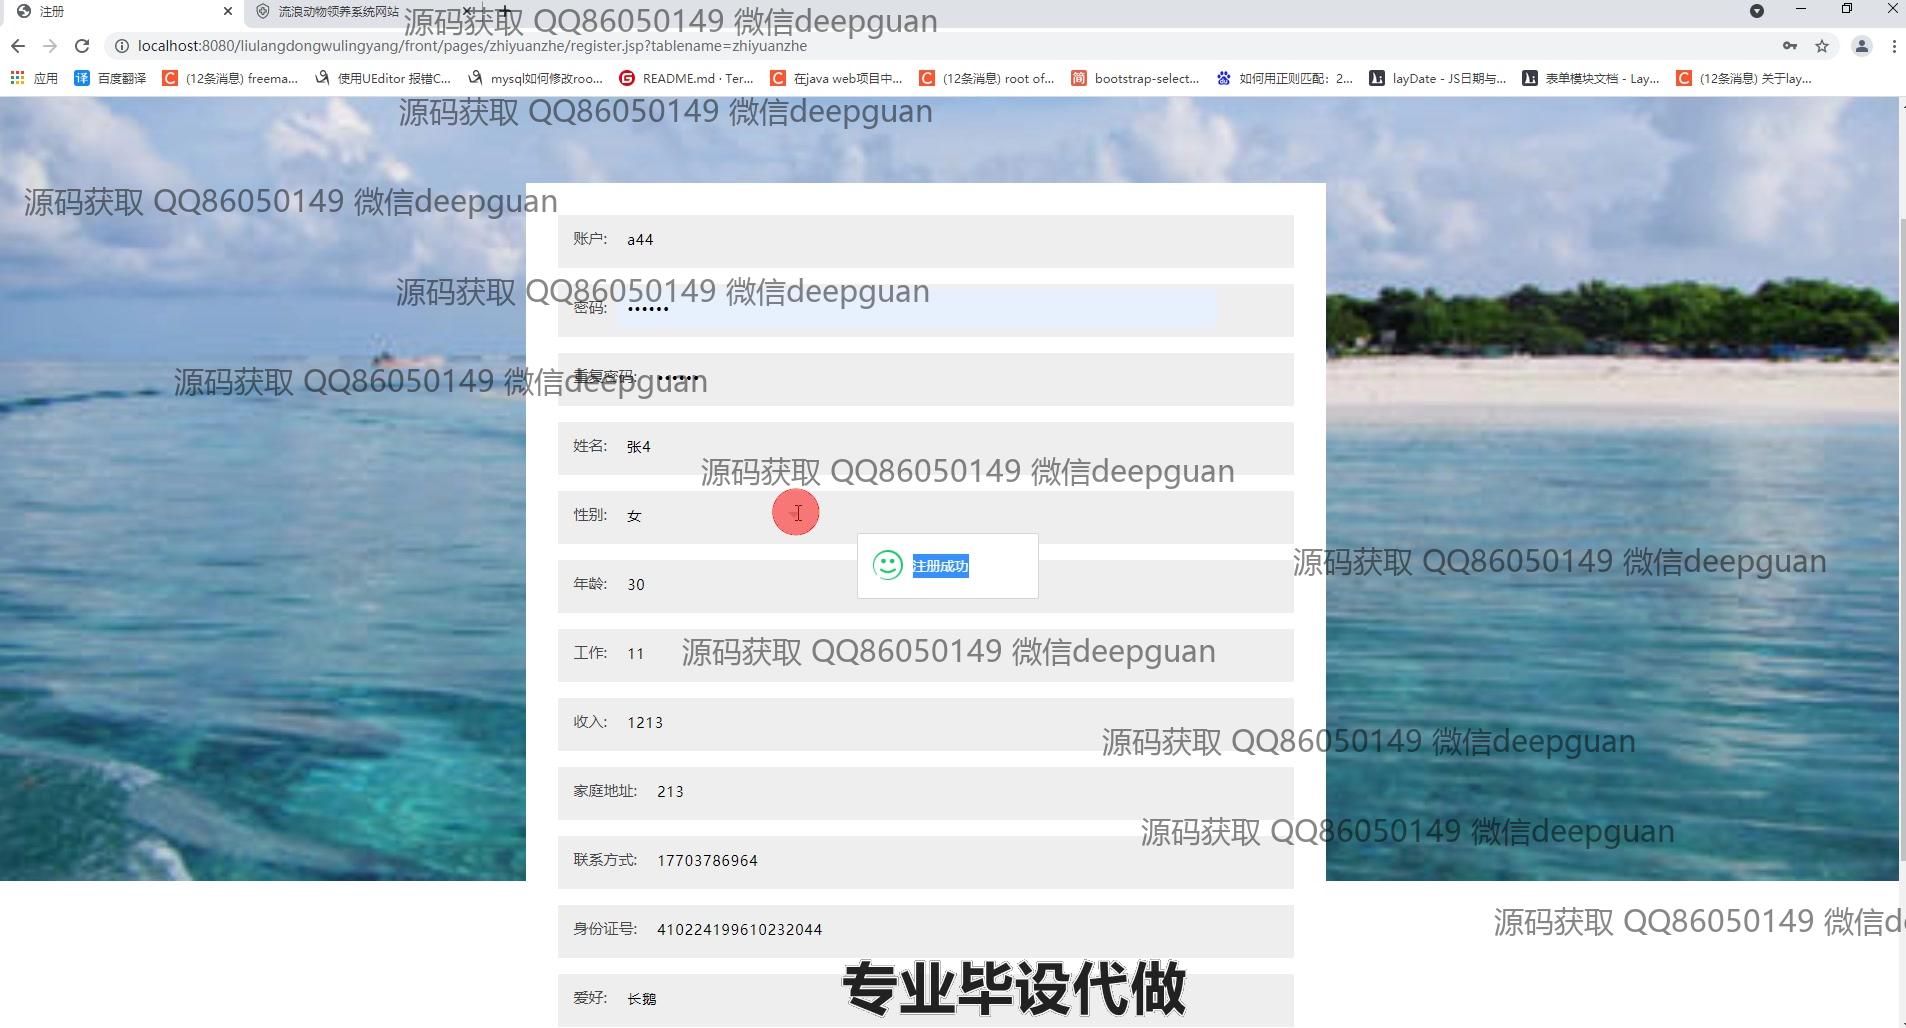 注册
流浪动物领养系统网站
源码获取 QQ86050149 微信deepguan
localhost:8080/liulangdongwulingyang/front/pages/zhiyuanzhe/register.jsp?tablename=zhiyuanzhe
应用
百度翻译
(12条消息) freema...
使用UEditor 报错C...
mysql如何修改roo...
README.md · Ter...
在java web项目中...
(12条消息) root of...
bootstrap-select...
如何用正则匹配：2...
layDate - JS日期与...
表单模块文档 - Lay...
(12条消息) 关于lay...
源码获取 QQ86050149 微信deepguan
源码获取 QQ86050149 微信deepguan
账户: a44
源码获取 QQ86050149 微信deepguan
密码: ••••••
源码获取 QQ86050149 微信deepguan
重复密码: ••••••
姓名: 张4
源码获取 QQ86050149 微信deepguan
性别: 女
注册成功
源码获取 QQ86050149 微信deepguan
年龄: 30
工作: 11
源码获取 QQ86050149 微信deepguan
收入: 1213
源码获取 QQ86050149 微信deepguan
家庭地址: 213
源码获取 QQ86050149 微信deepguan
联系方式: 17703786964
源码获取 QQ86050149 微信de
身份证号: 410224199610232044
专业毕设代做
爱好: 长鹅